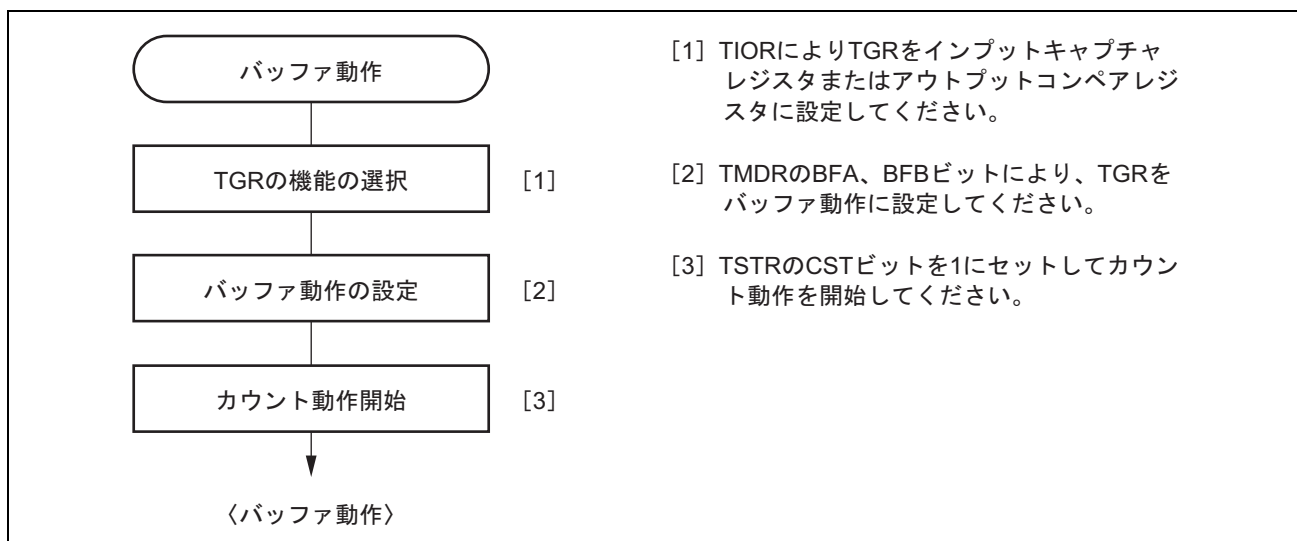 バッファ動作
TGRの機能の選択 [1]
バッファ動作の設定 [2]
カウント動作開始 [3]
〈バッファ動作〉
[1] TIORによりTGRをインプットキャプチャ
レジスタまたはアウトプットコンペアレジ
スタに設定してください。
[2] TMDRのBFA、BFBビットにより、TGRを
バッファ動作に設定してください。
[3] TSTRのCSTビットを1にセットしてカウン
ト動作を開始してください。